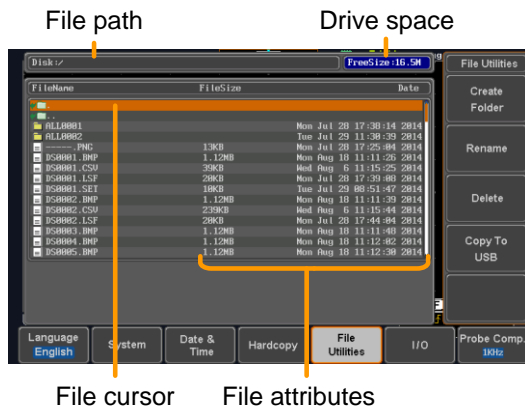 File path
Drive space
Disk:/
FreeSize:16.5M
File Utilities
FileName FileSize Date
.
..
ALL0001 Mon Jul 28 17:38:14 2014
ALL0002 Tue Jul 29 11:30:39 2014
-----.PNG 13KB Mon Jul 28 17:25:04 2014
DS0001.BMP 1.12MB Mon Aug 18 11:11:26 2014
DS0001.CSV 39KB Wed Aug 6 11:15:25 2014
DS0001.LSF 20KB Mon Jul 28 17:39:08 2014
DS0001.SET 10KB Tue Jul 29 08:51:47 2014
DS0002.BMP 1.12MB Mon Aug 18 11:11:39 2014
DS0002.CSV 239KB Wed Aug 6 11:15:44 2014
DS0002.LSF 20KB Mon Jul 28 17:44:04 2014
DS0003.BMP 1.12MB Mon Aug 18 11:11:48 2014
DS0004.BMP 1.12MB Mon Aug 18 11:12:02 2014
DS0005.BMP 1.12MB Mon Aug 18 11:12:30 2014
Create
Folder
Rename
Delete
Copy To
USB
Language
English
System
Date &
Time
Hardcopy
File
Utilities
I/O
Probe Comp.
1KHz
File cursor
File attributes